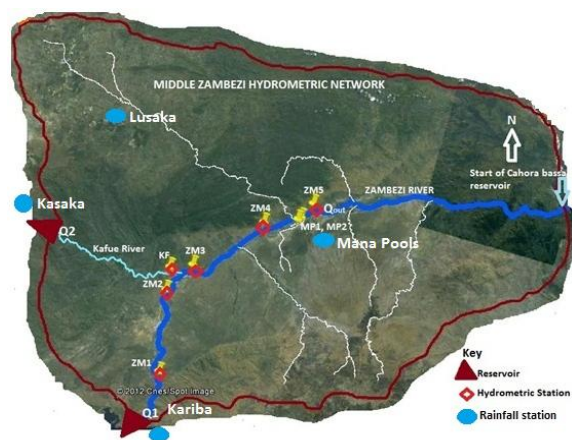 MIDDLE ZAMBEZI HYDROMETRIC NETWORK
N
Lusaka
Start of Cahora bassa
reservoir
Kasaka
ZM5
ZAMBEZI RIVER
Qout
ZM4
Q2
MP1, MP2
Mana Pools
Kafue River
KF
ZM3
ZM2
ZM1
Key
Reservoir
© 2012 Cnes/Spot Image
Hydrometric Station
Q1
Kariba
Rainfall station